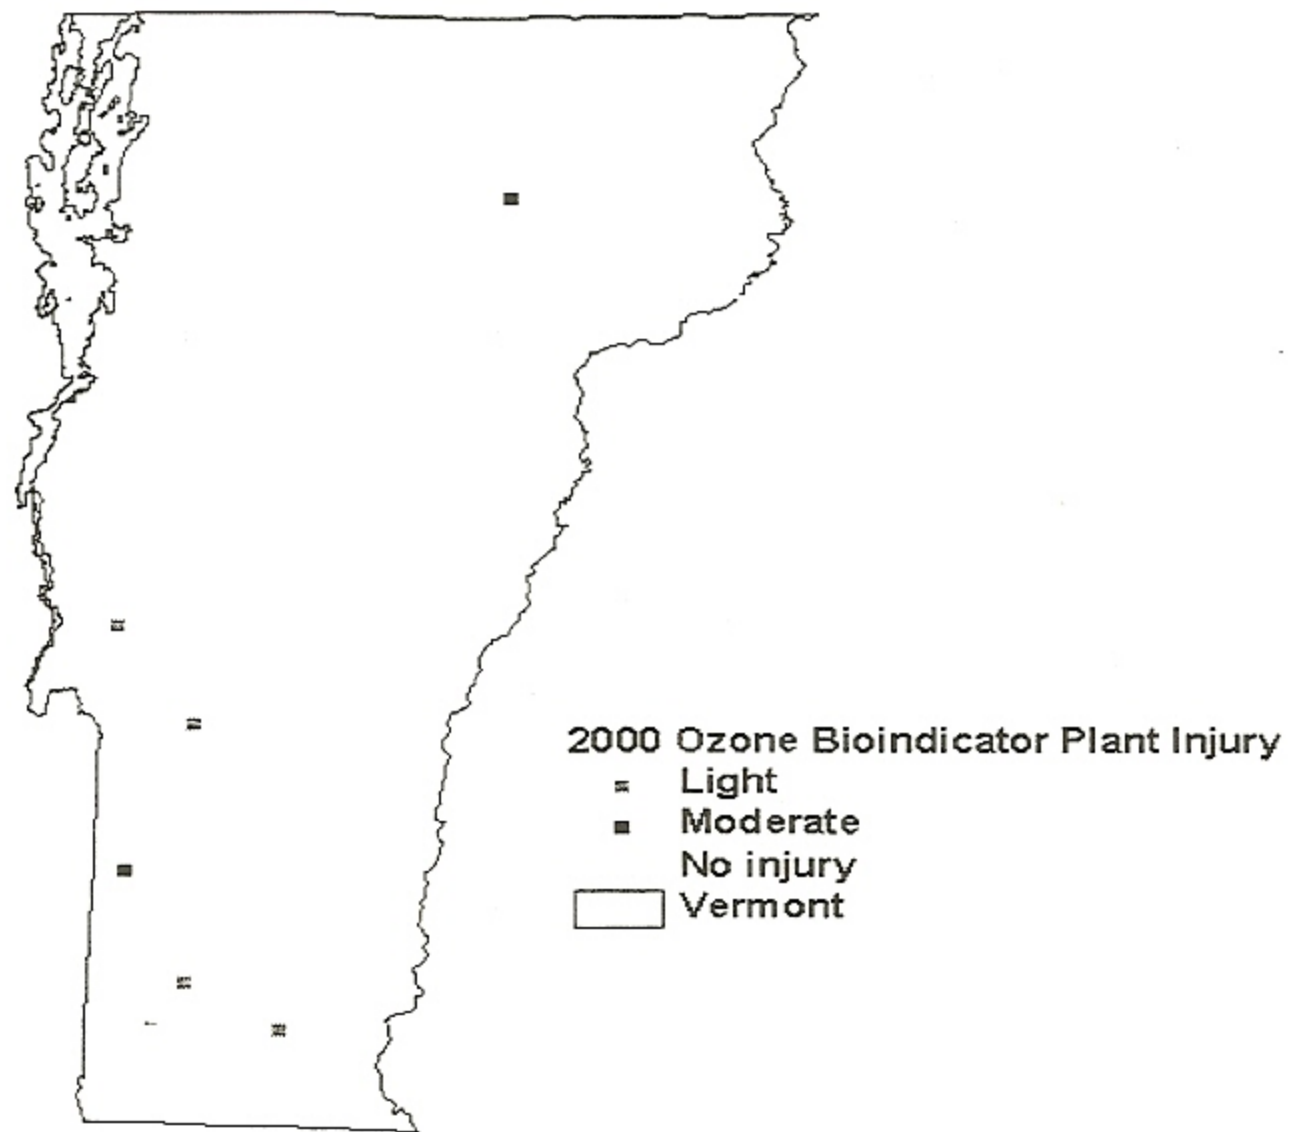 2000 Ozone Bioindicator Plant Injury
Light
Moderate
No injury
Vermont